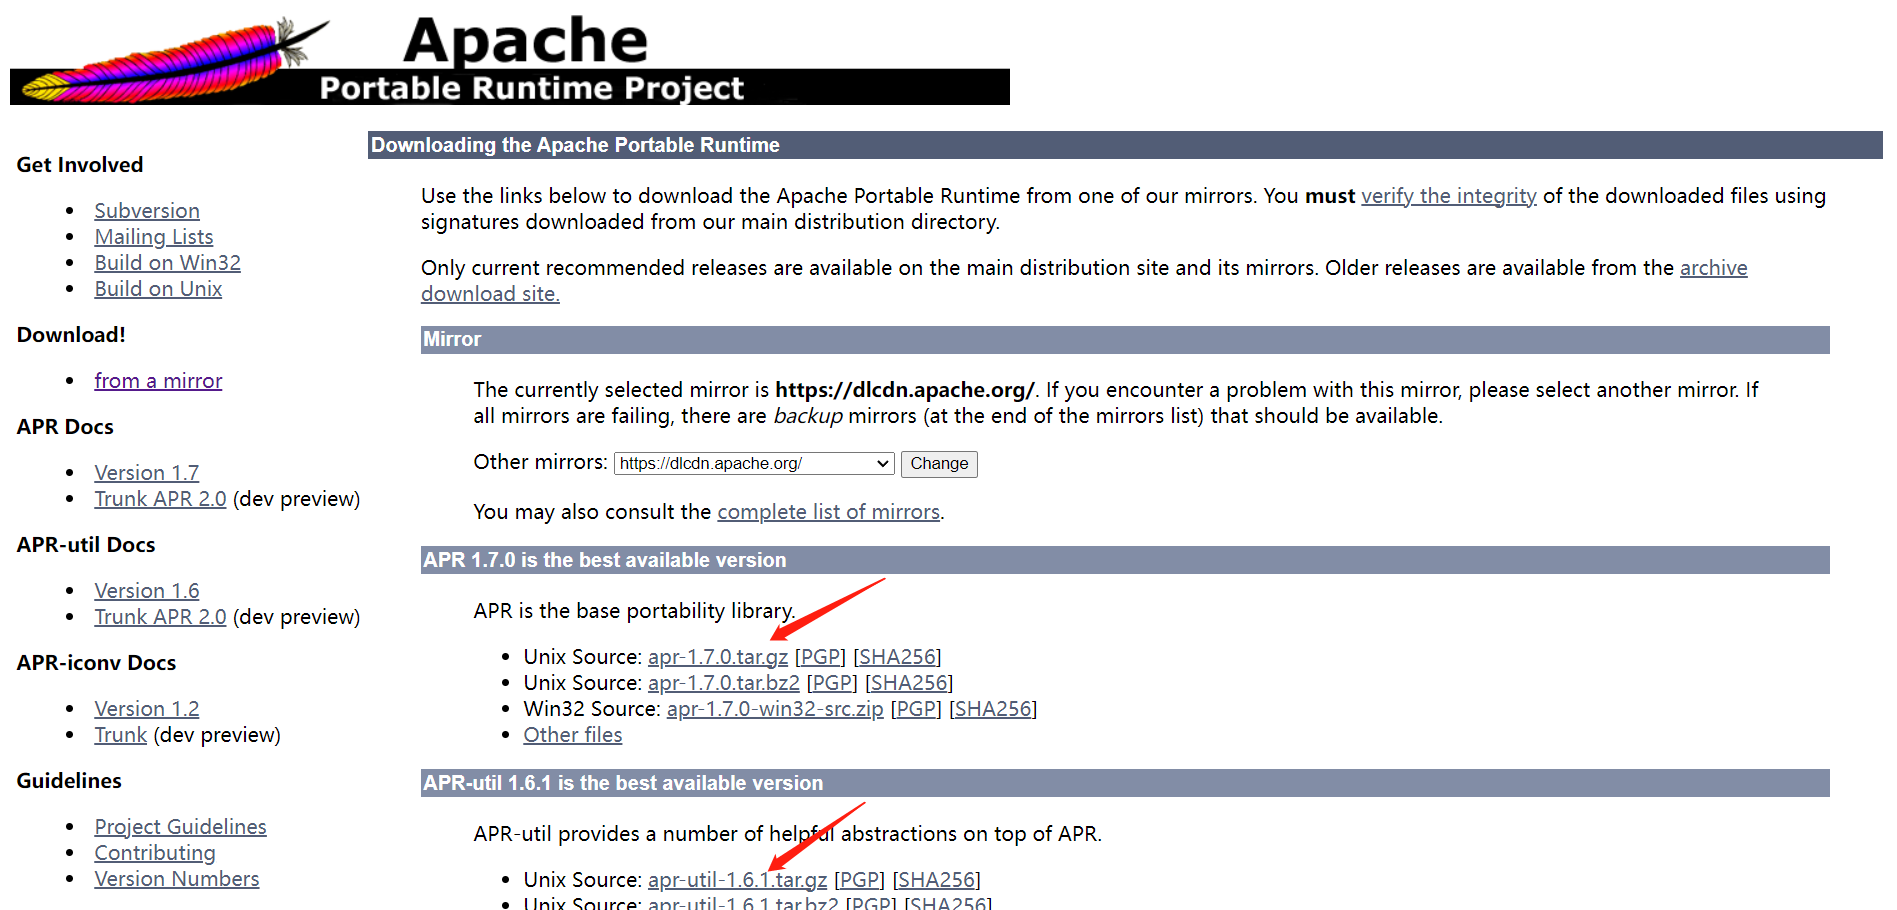 Apache
Portable Runtime Project
Get Involved
Subversion
Mailing Lists
Build on Win32
Build on Unix
Download!
from a mirror
APR Docs
Version 1.7
Trunk APR 2.0 (dev preview)
APR-util Docs
Version 1.6
Trunk APR 2.0 (dev preview)
APR-iconv Docs
Version 1.2
Trunk (dev preview)
Guidelines
Project Guidelines
Contributing
Version Numbers
Downloading the Apache Portable Runtime
Use the links below to download the Apache Portable Runtime from one of our mirrors. You must verify the integrity of the downloaded files using
signatures downloaded from our main distribution directory.
Only current recommended releases are available on the main distribution site and its mirrors. Older releases are available from the archive
download site.
Mirror
The currently selected mirror is https://dlcdn.apache.org/. If you encounter a problem with this mirror, please select another mirror. If
all mirrors are failing, there are backup mirrors (at the end of the mirrors list) that should be available.
Other mirrors: https://dlcdn.apache.org/ Change
You may also consult the complete list of mirrors.
APR 1.7.0 is the best available version
APR is the base portability library.
Unix Source: apr-1.7.0.tar.gz [PGP] [SHA256]
Unix Source: apr-1.7.0.tar.bz2 [PGP] [SHA256]
Win32 Source: apr-1.7.0-win32-src.zip [PGP] [SHA256]
Other files
APR-util 1.6.1 is the best available version
APR-util provides a number of helpful abstractions on top of APR.
Unix Source: apr-util-1.6.1.tar.gz [PGP] [SHA256]
Unix Source: apr-util-1.6.1.tar.bz2 [PGP] [SHA256]